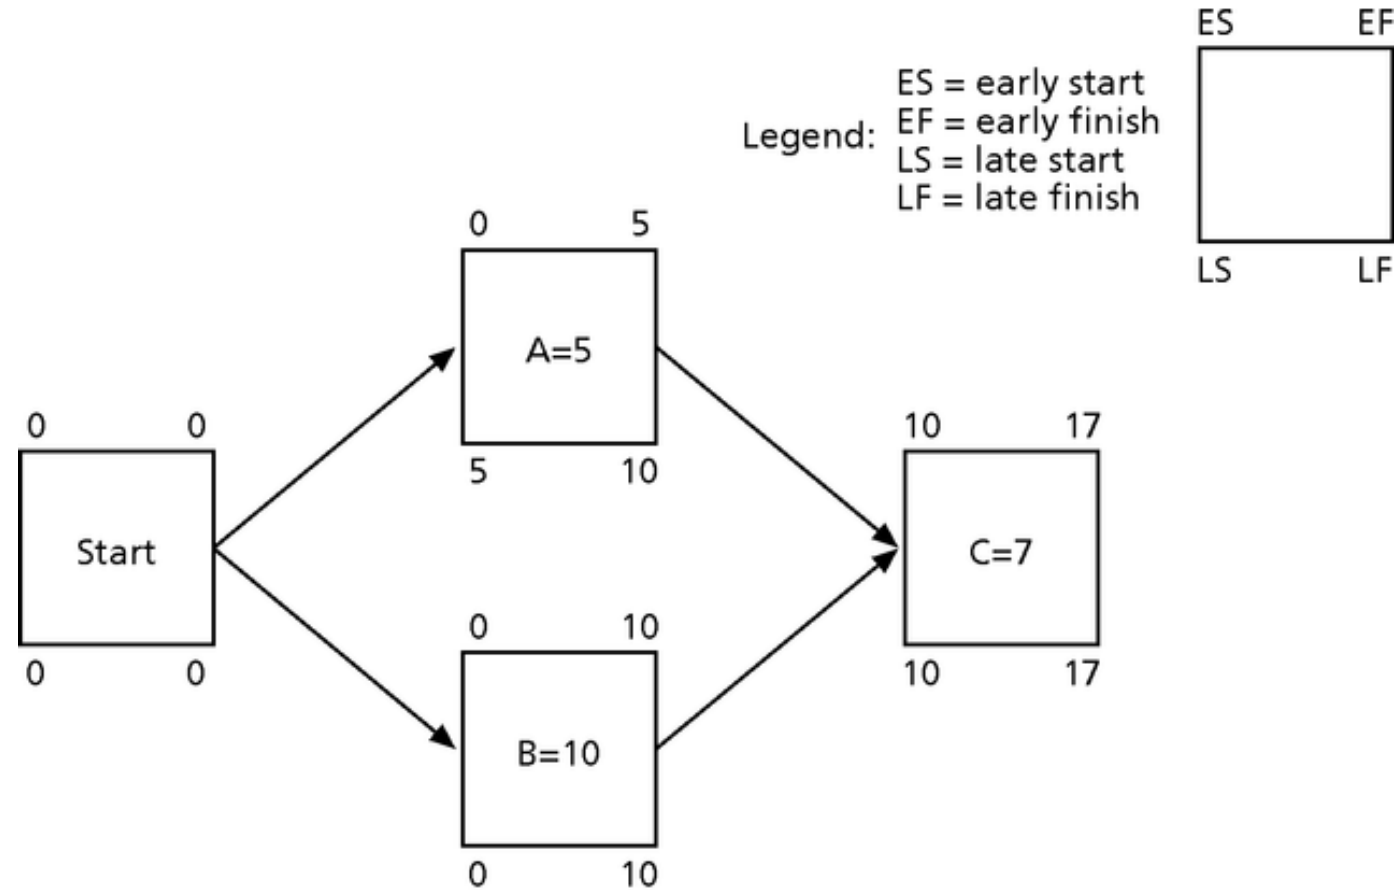 ES EF
ES = early start
EF = early finish
Legend:
LS = late start
LF = late finish
LS LF
0 5
A=5
5 10
0 0
Start
0 0
10 17
C=7
10 17
0 10
B=10
0 10